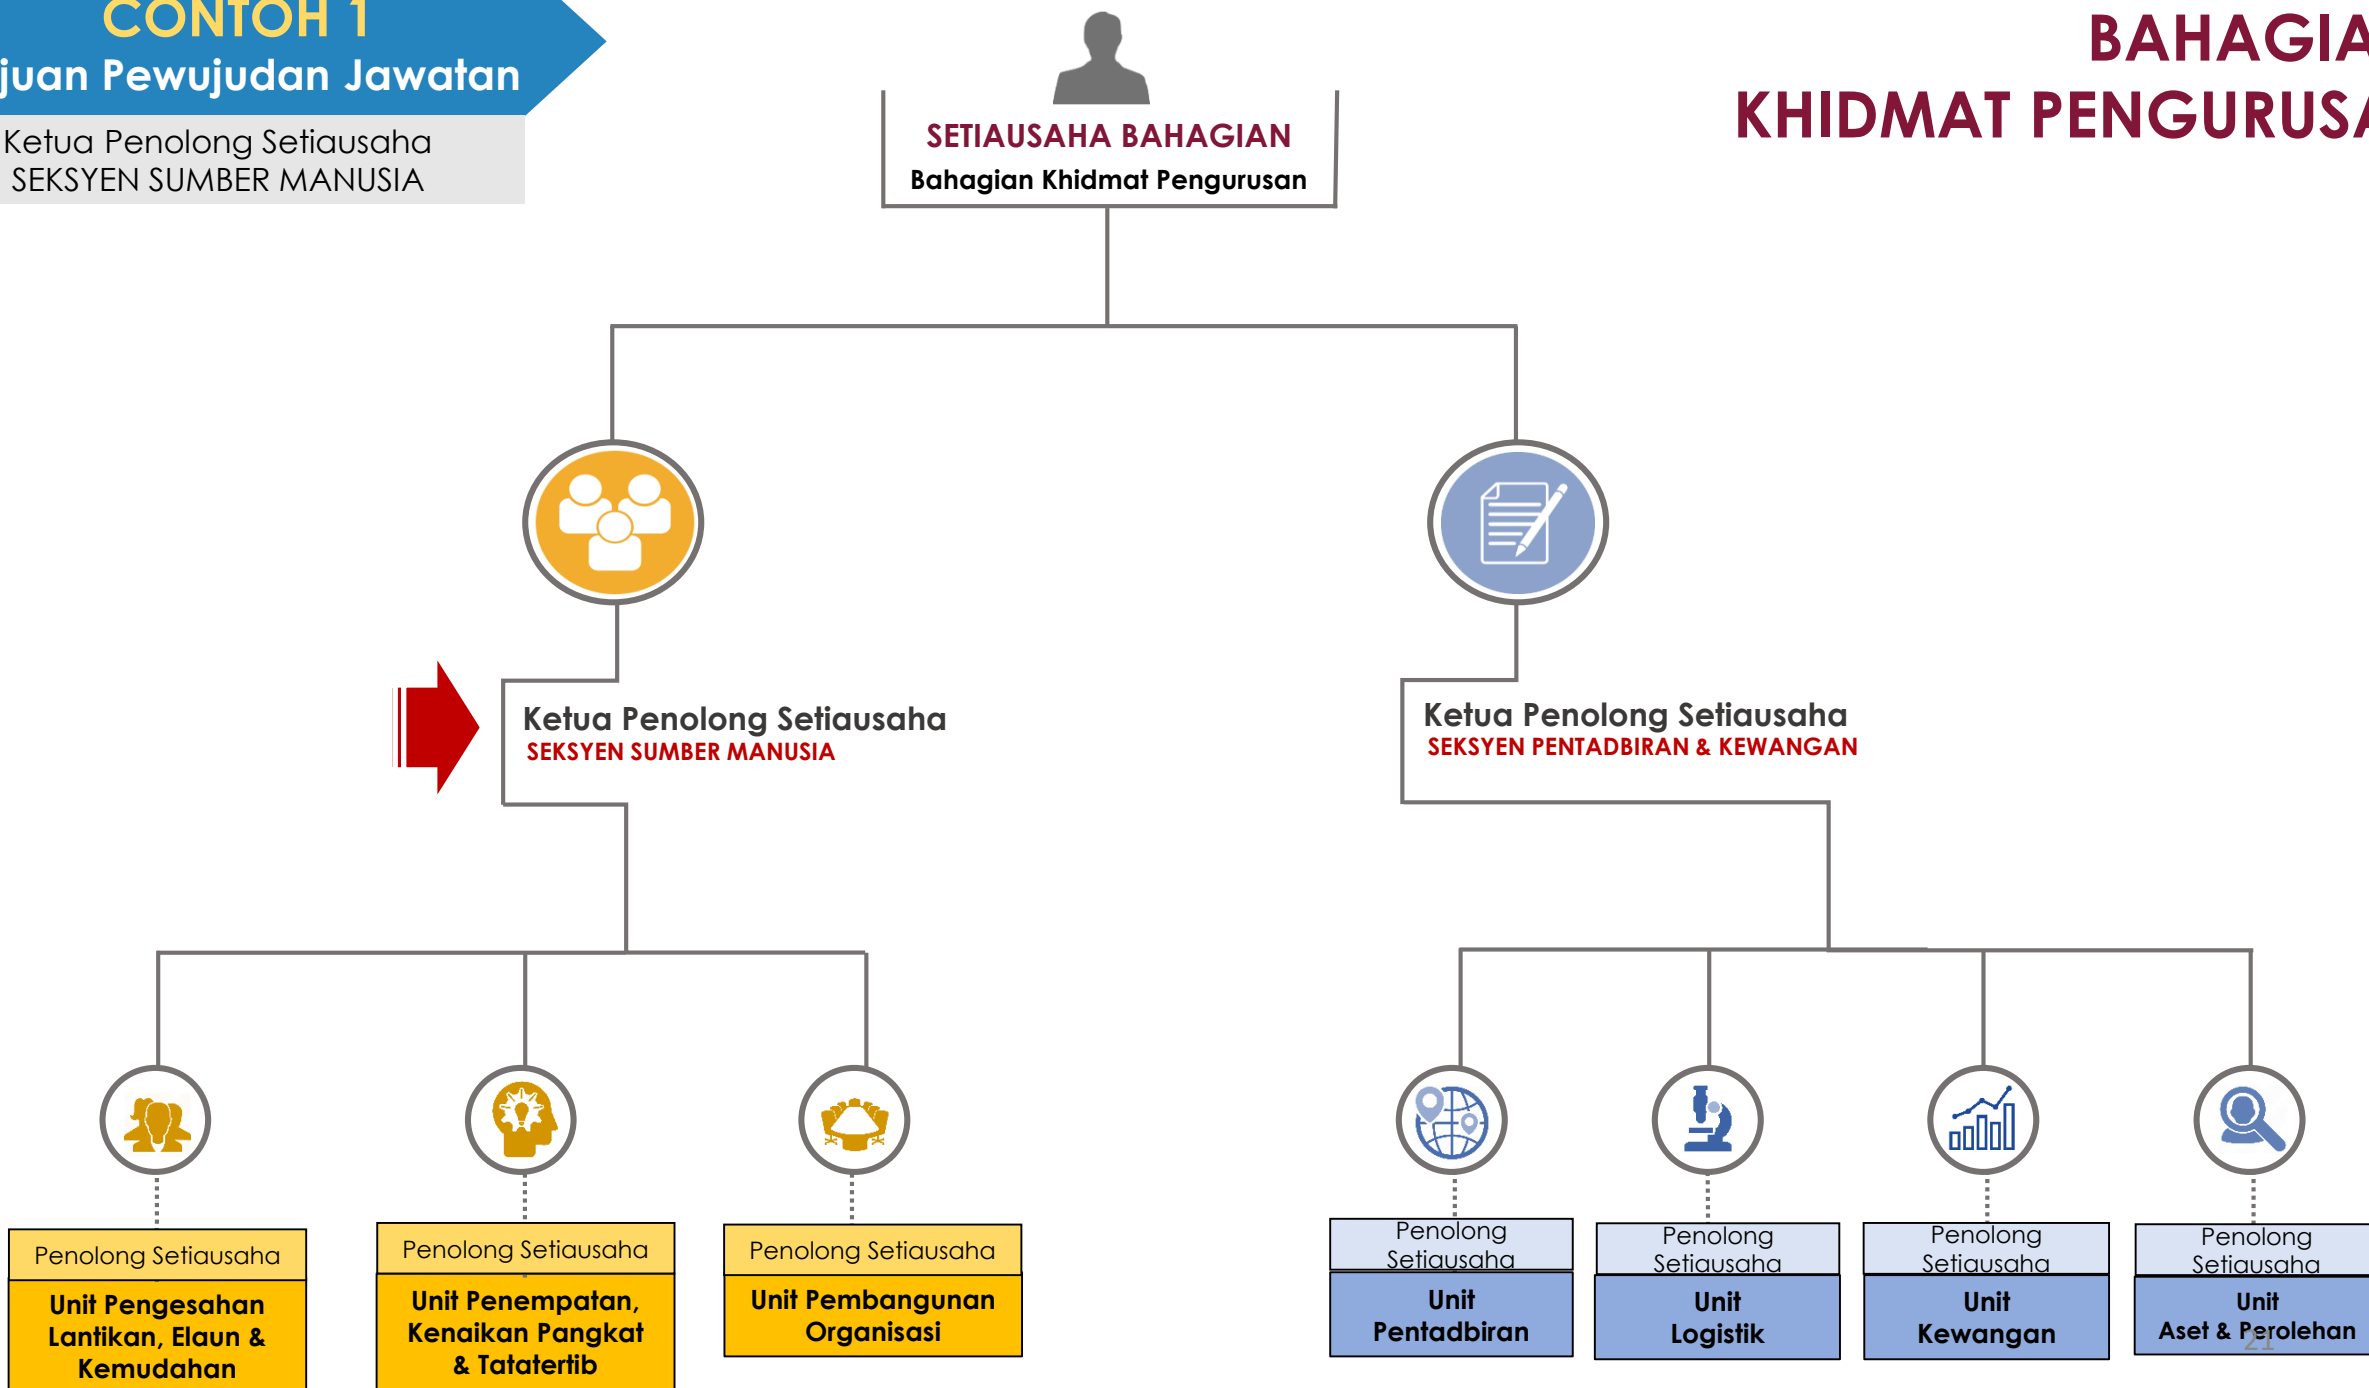 CONTOH 1
juan Pewujudan Jawatan
Ketua Penolong Setiausaha
SEKSYEN SUMBER MANUSIA
BAHAGIA
KHIDMAT PENGURUSA
SETIAUSAHA BAHAGIAN
Bahagian Khidmat Pengurusan
Ketua Penolong Setiausaha
SEKSYEN SUMBER MANUSIA
Ketua Penolong Setiausaha
SEKSYEN PENTADBIRAN & KEWANGAN
Penolong Setiausaha
Unit Pengesahan
Lantikan, Elaun &
Kemudahan
Penolong Setiausaha
Unit Penempatan,
Kenaikan Pangkat
& Tatatertib
Penolong Setiausaha
Unit Pembangunan
Organisasi
Penolong
Setiausaha
Unit
Pentadbiran
Penolong
Setiausaha
Unit
Logistik
Penolong
Setiausaha
Unit
Kewangan
Penolong
Setiausaha
Unit
Aset & Perolehan
21